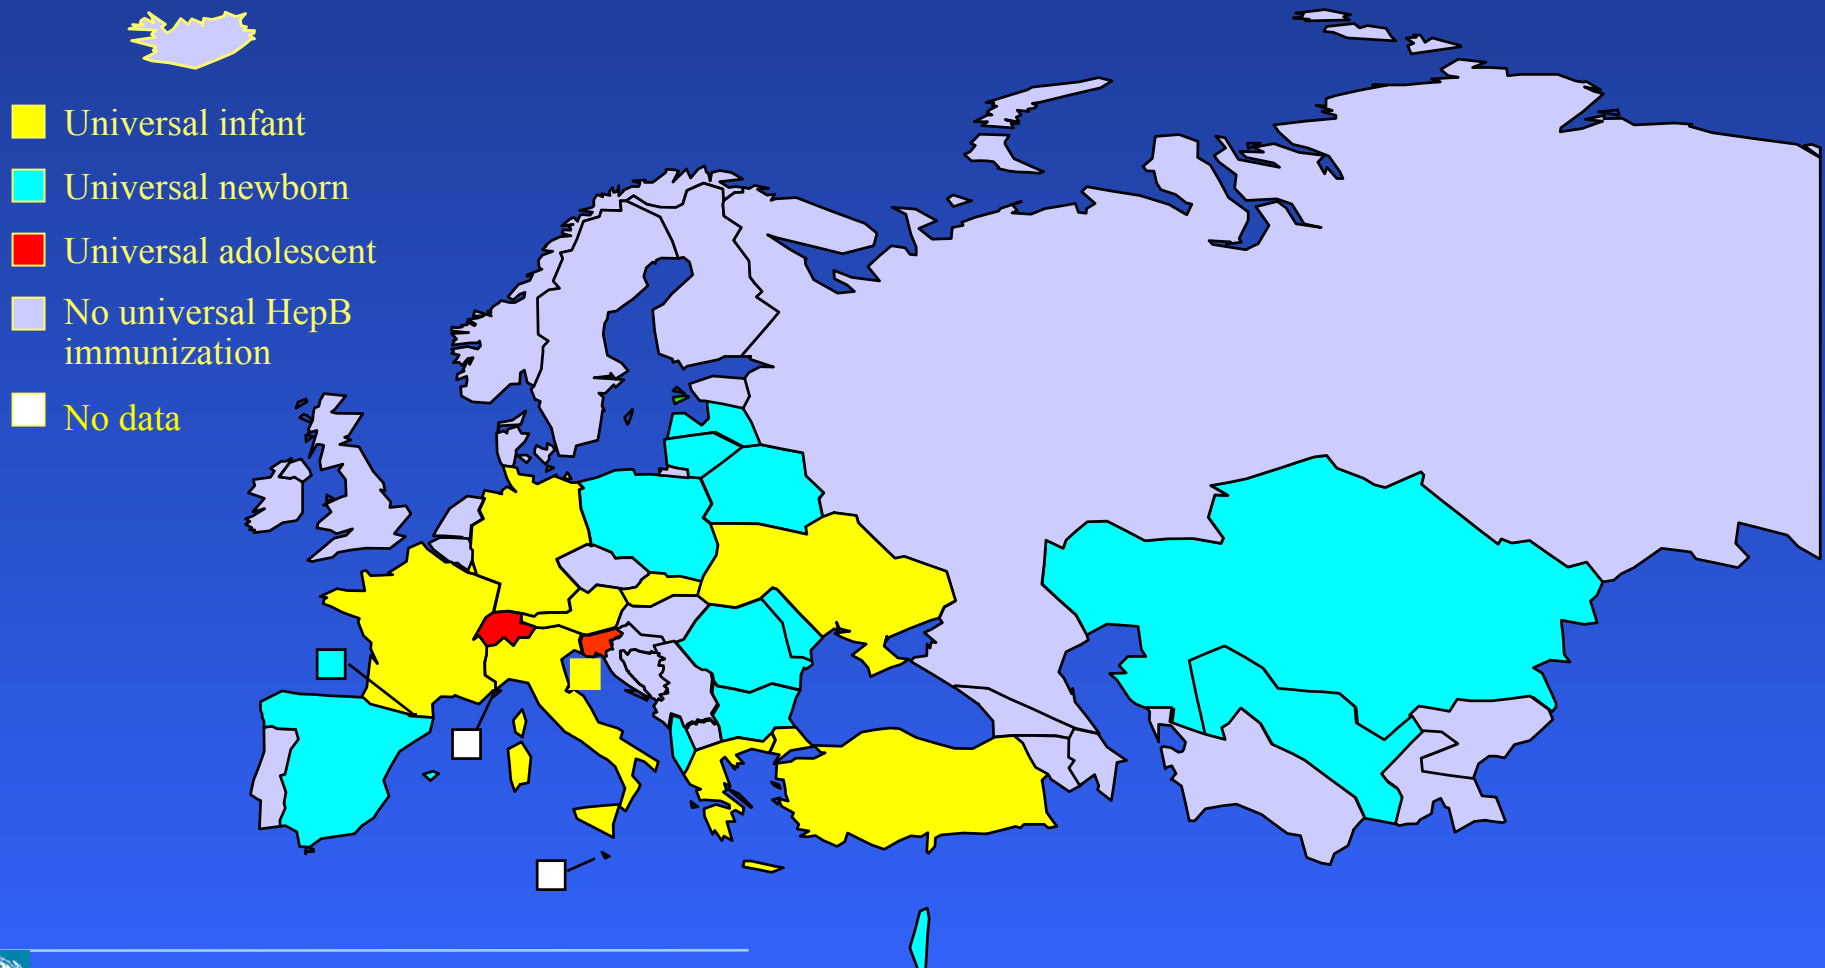 Universal infant
Universal newborn
Universal adolescent
No universal HepB
immunization
No data